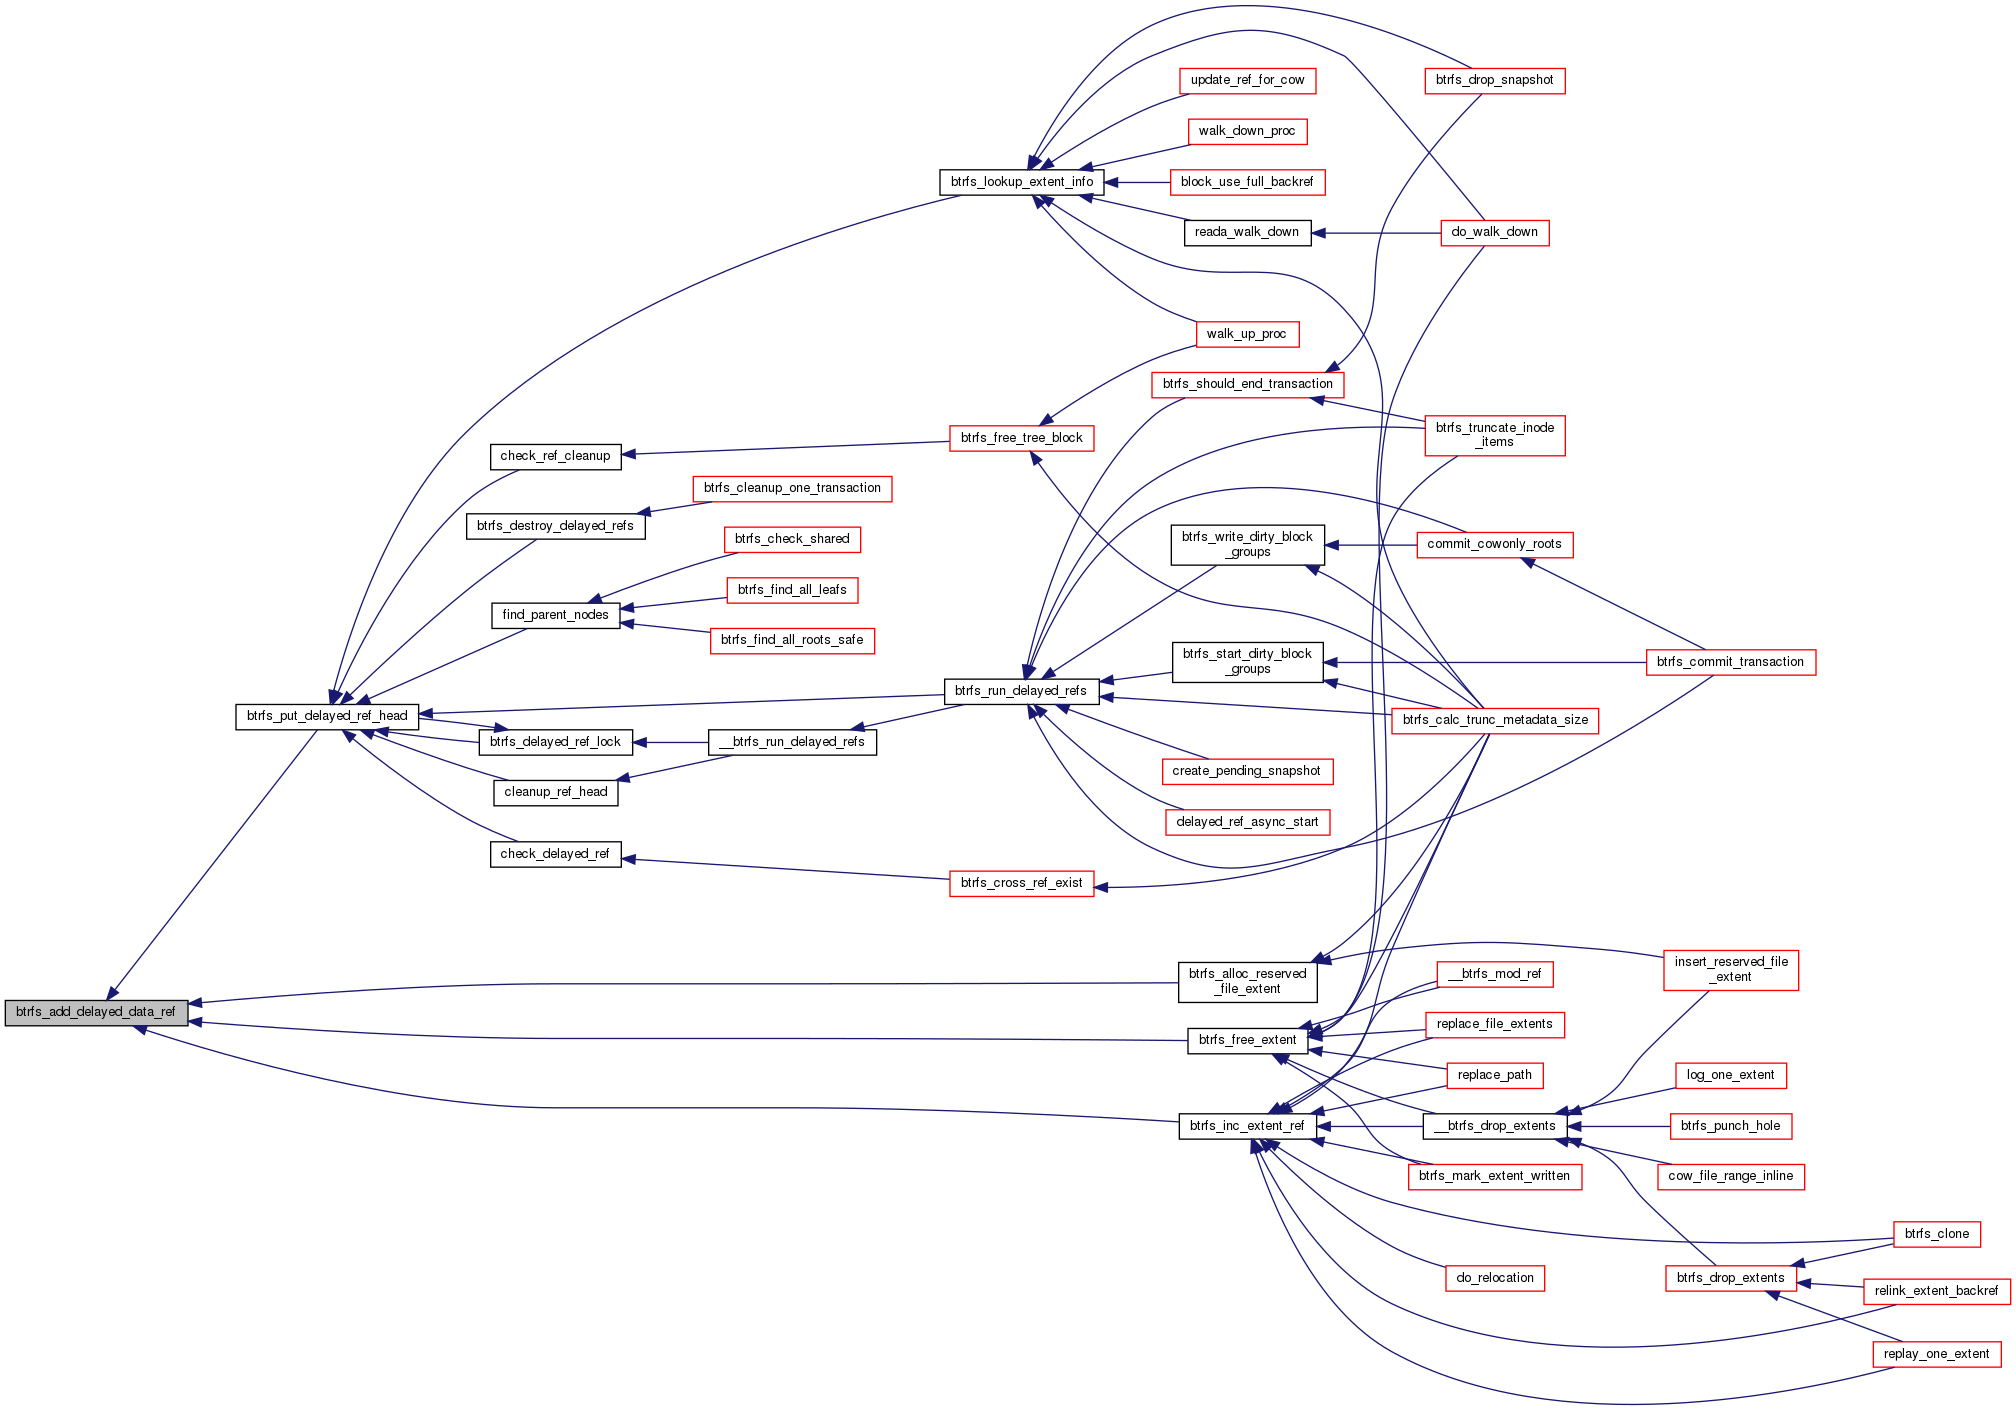 btrfs_drop_snapshot
update_ref_for_cow
walk_down_proc
btrfs_lookup_extent_info
block_use_full_backref
reada_walk_down
do_walk_down
walk_up_proc
btrfs_should_end_transaction
btrfs_truncate_inode
_items
btrfs_free_tree_block
check_ref_cleanup
btrfs_cleanup_one_transaction
btrfs_destroy_delayed_refs
btrfs_check_shared
btrfs_write_dirty_block
_groups
commit_cowonly_roots
btrfs_find_all_leafs
find_parent_nodes
btrfs_find_all_roots_safe
btrfs_start_dirty_block
_groups
btrfs_commit_transaction
btrfs_run_delayed_refs
btrfs_put_delayed_ref_head
btrfs_calc_trunc_metadata_size
btrfs_delayed_ref_lock
__btrfs_run_delayed_refs
create_pending_snapshot
cleanup_ref_head
delayed_ref_async_start
check_delayed_ref
btrfs_cross_ref_exist
btrfs_alloc_reserved
_file_extent
insert_reserved_file
_extent
__btrfs_mod_ref
btrfs_add_delayed_data_ref
replace_file_extents
btrfs_free_extent
replace_path
log_one_extent
btrfs_inc_extent_ref
__btrfs_drop_extents
btrfs_punch_hole
btrfs_mark_extent_written
cow_file_range_inline
btrfs_clone
do_relocation
btrfs_drop_extents
relink_extent_backref
replay_one_extent